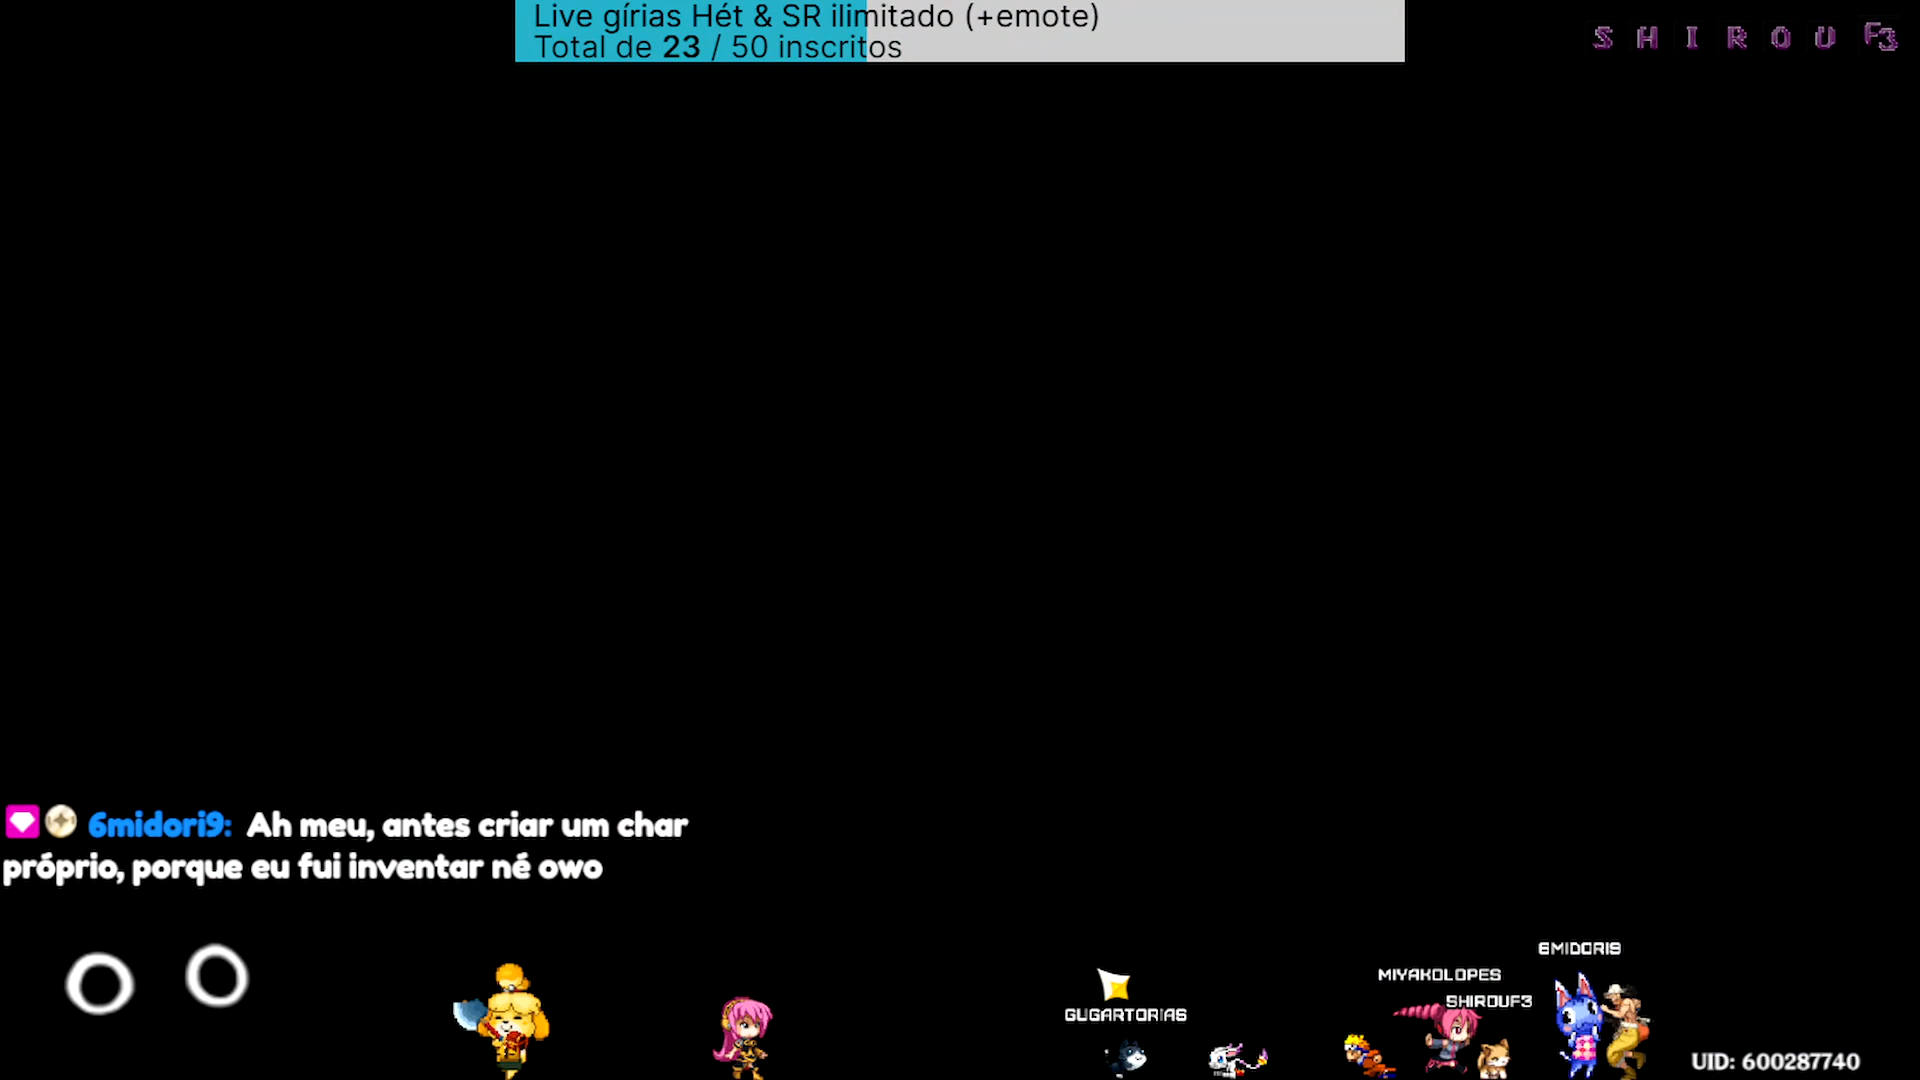 Live gírias Hét & SR ilimitado (+emote)
Total de 23 / 50 inscritos
S H I R O U F3
6midori9: Ah meu, antes criar um char
próprio, porque eu fui inventar né owo
6MIDORI9
MIYAKOLOPES
SHIROUF3
GUGARTORIAS
UID: 600287740